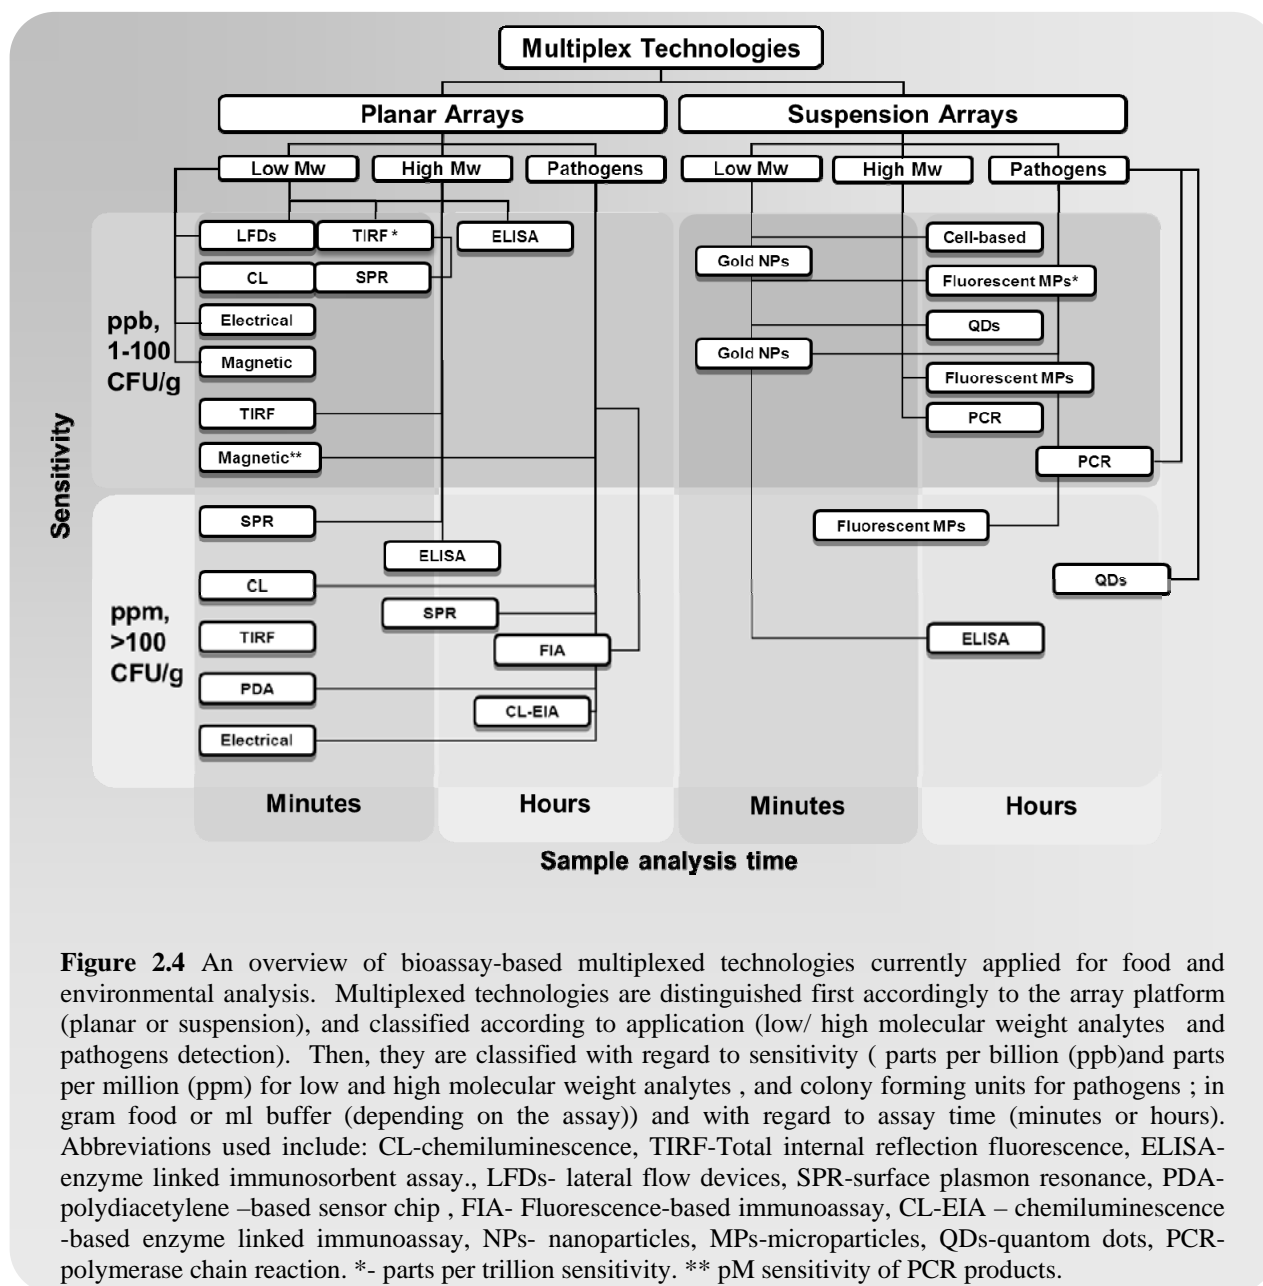 Multiplex Technologies
Planar Arrays
Suspension Arrays
Low Mw
High Mw
Pathogens
Low Mw
High Mw
Pathogens
LFDs
TIRF *
ELISA
Cell-based
Gold NPs
CL
SPR
Fluorescent MPs*
ppb,
1-100
CFU/g
Electrical
QDs
Magnetic
Gold NPs
Fluorescent MPs
TIRF
PCR
Magnetic**
PCR
Sensitivity
SPR
Fluorescent MPs
ELISA
CL
QDs
ppm,
>100
CFU/g
SPR
TIRF
FIA
ELISA
PDA
CL-EIA
Electrical
Minutes
Hours
Minutes
Hours
Sample analysis time
Figure 2.4 An overview of bioassay-based multiplexed technologies currently applied for food and
environmental analysis. Multiplexed technologies are distinguished first accordingly to the array platform
(planar or suspension), and classified according to application (low/ high molecular weight analytes and
pathogens detection). Then, they are classified with regard to sensitivity ( parts per billion (ppb)and parts
per million (ppm) for low and high molecular weight analytes , and colony forming units for pathogens ; in
gram food or ml buffer (depending on the assay)) and with regard to assay time (minutes or hours).
Abbreviations used include: CL-chemiluminescence, TIRF-Total internal reflection fluorescence, ELISA-
enzyme linked immunosorbent assay., LFDs- lateral flow devices, SPR-surface plasmon resonance, PDA-
polydiacetylene –based sensor chip , FIA- Fluorescence-based immunoassay, CL-EIA – chemiluminescence
-based enzyme linked immunoassay, NPs- nanoparticles, MPs-microparticles, QDs-quantom dots, PCR-
polymerase chain reaction. *- parts per trillion sensitivity. ** pM sensitivity of PCR products.